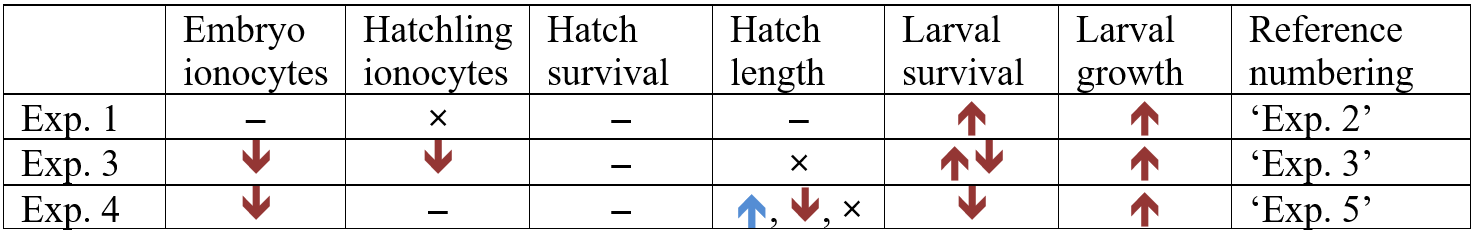 Embryo ionocytes Hatchling ionocytes Hatch survival Hatch length Larval survival Larval growth Reference numbering
Exp. 1 – × – – ↑ ↑ ‘Exp. 2’
Exp. 3 ↓ ↓ – × ↑↓ ↑ ‘Exp. 3’
Exp. 4 ↓ – – ↑, ↓, × ↓ ↑ ‘Exp. 5’